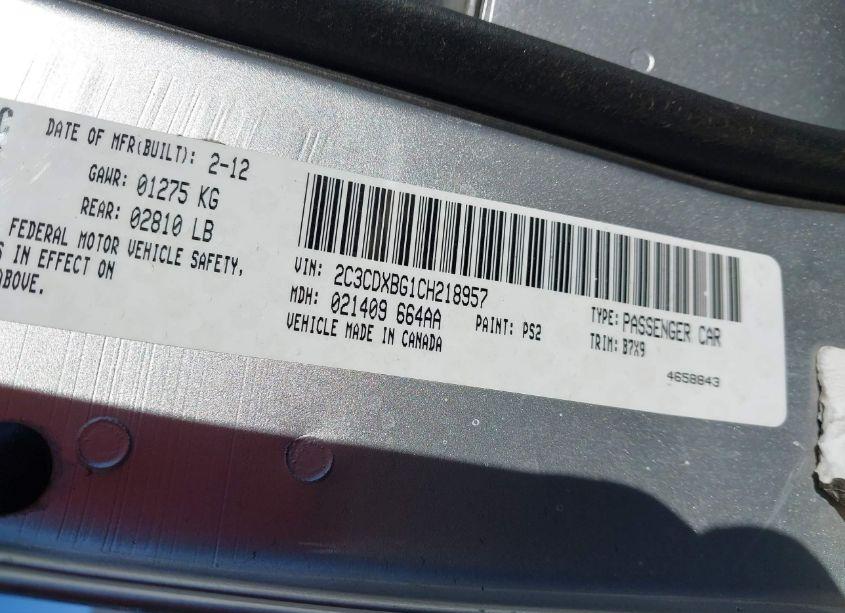 DATE OF MFR(BUILT): 2-12
GAWR: 01275 KG
REAR: 02810 LB
FEDERAL MOTOR VEHICLE SAFETY,
IN EFFECT ON
ABOVE.
VIN: 2C3CDXBG1CH218957
TYPE: PASSENGER CAR
MDH: 021409 664AA
PAINT: PS2
TRIM: B7X9
VEHICLE MADE IN CANADA
4658843